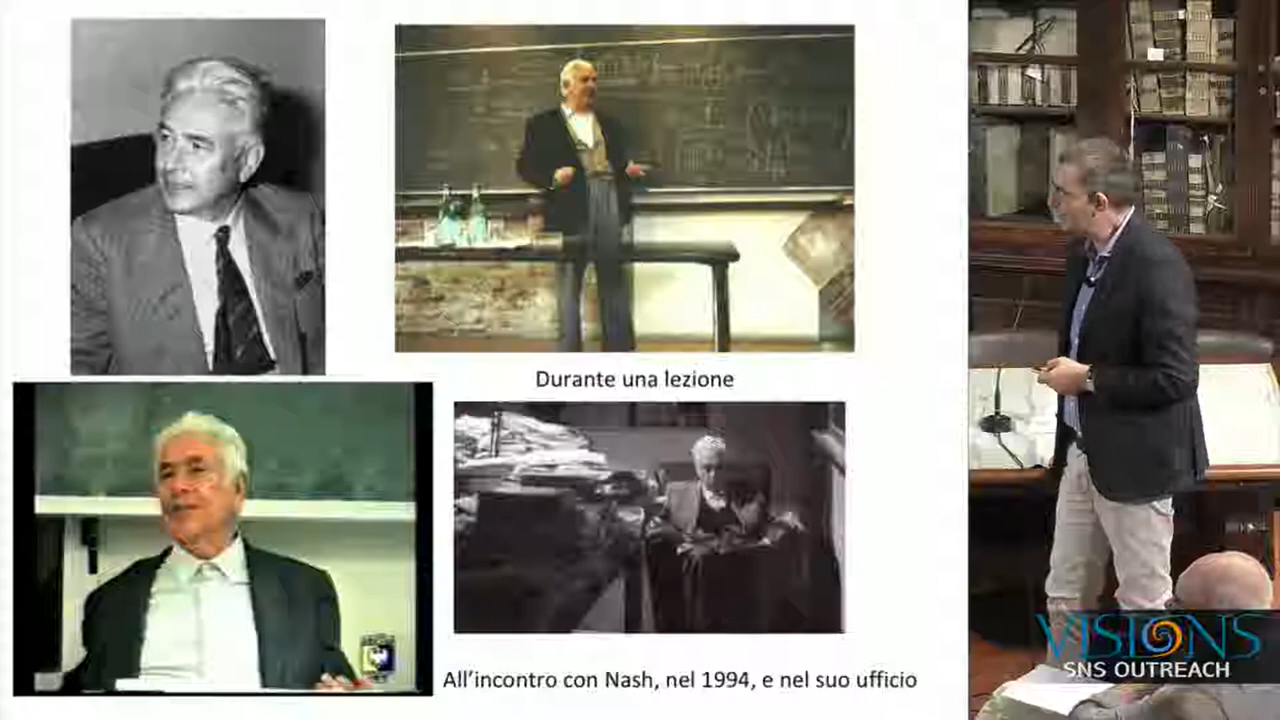 Durante una lezione
All'incontro con Nash, nel 1994, e nel suo ufficio
VISIONS
SNS OUTREACH